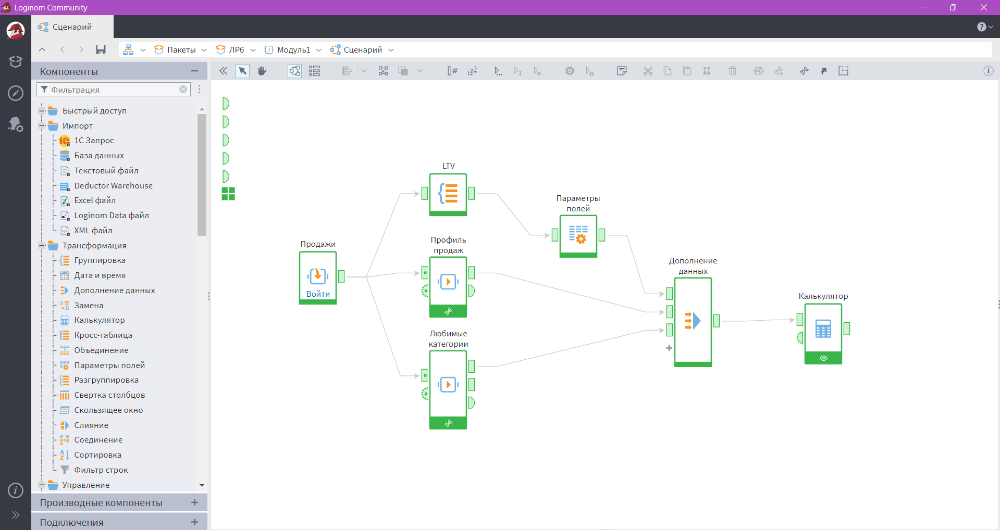 Loginom Community
Сценарий
Пакеты
ЛР6
Модуль1
Сценарий
Компоненты
Фильтрация
Быстрый доступ
Импорт
1С Запрос
База данных
Текстовый файл
Deductor Warehouse
Excel файл
Loginom Data файл
XML файл
Трансформация
Группировка
Дата и время
Дополнение данных
Замена
Калькулятор
Кросс-таблица
Объединение
Параметры полей
Разгруппировка
Свертка столбцов
Скользящее окно
Слияние
Соединение
Сортировка
Фильтр строк
Управление
Производные компоненты
Подключения
Продажи
Войти
LTV
Профиль
продаж
Любимые
категории
Параметры
полей
Дополнение
данных
Калькулятор